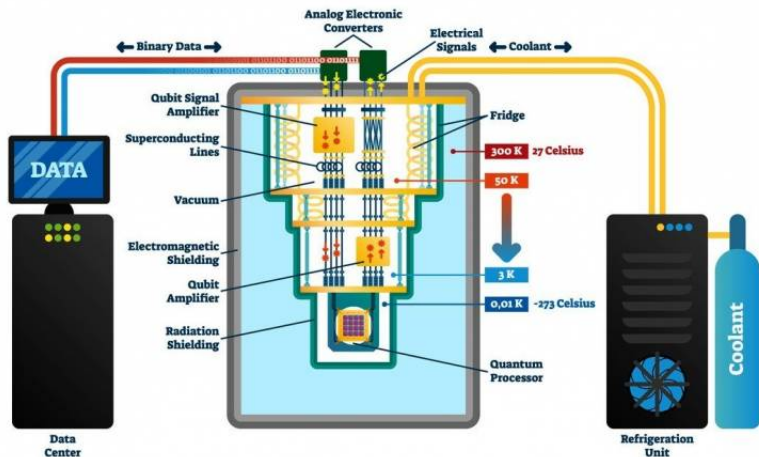 Analog Electronic
Converters
Binary Data
Electrical
Signals
Coolant
Qubit Signal
Amplifier
Superconducting
Lines
Vacuum
Electromagnetic
Shielding
Qubit
Amplifier
Radiation
Shielding
Fridge
300 K 27 Celsius
50 K
3 K
0,01 K -273 Celsius
Quantum
Processor
DATA
Data
Center
Refrigeration
Unit
Coolant